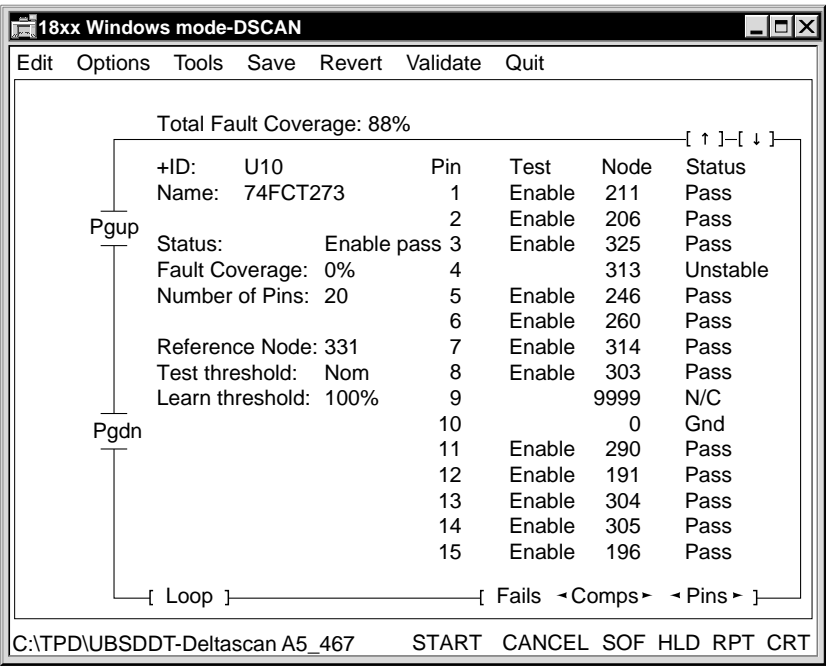 18xx Windows mode-DSCAN
Edit Options Tools Save Revert Validate Quit
Total Fault Coverage: 88%
[ ↑ ]–[ ↓ ]
+ID: U10 Pin Test Node Status
Name: 74FCT273 1 Enable 211 Pass
Pgup 2 Enable 206 Pass
Status: Enable pass 3 Enable 325 Pass
Fault Coverage: 0% 4 313 Unstable
Number of Pins: 20 5 Enable 246 Pass
6 Enable 260 Pass
Reference Node: 331 7 Enable 314 Pass
Test threshold: Nom 8 Enable 303 Pass
Learn threshold: 100% 9 9999 N/C
Pgdn 10 0 Gnd
11 Enable 290 Pass
12 Enable 191 Pass
13 Enable 304 Pass
14 Enable 305 Pass
15 Enable 196 Pass
[ Loop ] [ Fails ◄Comps► ◄Pins► ]
C:\TPD\UBSDDT-Deltascan A5_467 START CANCEL SOF HLD RPT CRT